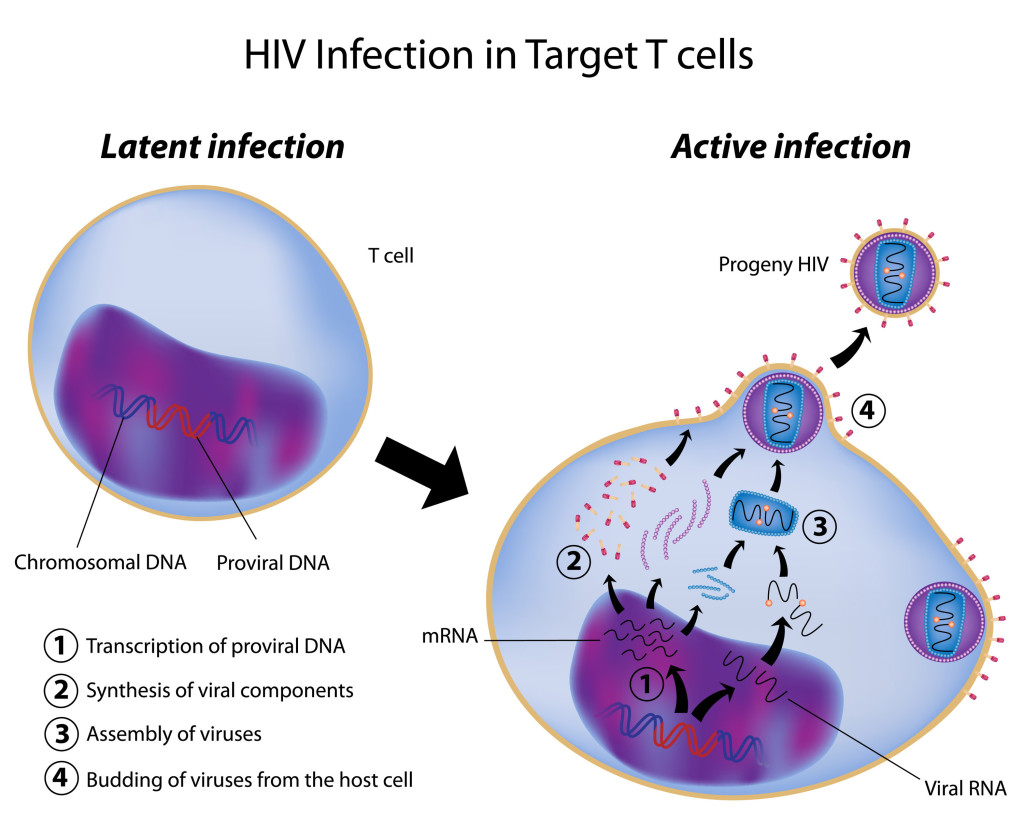 HIV Infection in Target T cells
Latent infection
Active infection
T cell
Progeny HIV
4
3
2
Chromosomal DNA
Proviral DNA
mRNA
1
1 Transcription of proviral DNA
2 Synthesis of viral components
3 Assembly of viruses
4 Budding of viruses from the host cell
Viral RNA